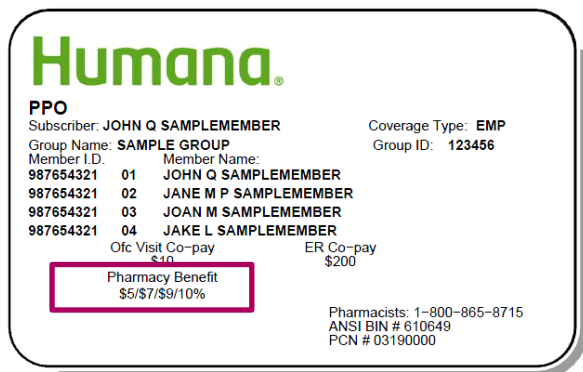 Humana®
PPO
Subscriber: JOHN Q SAMPLEMEMBER Coverage Type: EMP
Group Name: SAMPLE GROUP Group ID: 123456
Member I.D. Member Name:
987654321 01 JOHN Q SAMPLEMEMBER
987654321 02 JANE M P SAMPLEMEMBER
987654321 03 JOAN M SAMPLEMEMBER
987654321 04 JAKE L SAMPLEMEMBER
Ofc Visit Co-pay ER Co-pay
$10 $200
Pharmacy Benefit
$5/$7/$9/10%
Pharmacists: 1-800-865-8715
ANSI BIN # 610649
PCN # 03190000